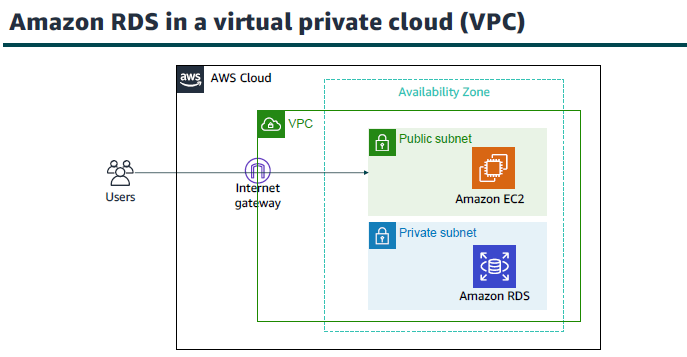 Amazon RDS in a virtual private cloud (VPC)
aws
AWS Cloud
Availability Zone
VPC
Public subnet
Amazon EC2
Users
Internet
gateway
Private subnet
Amazon RDS